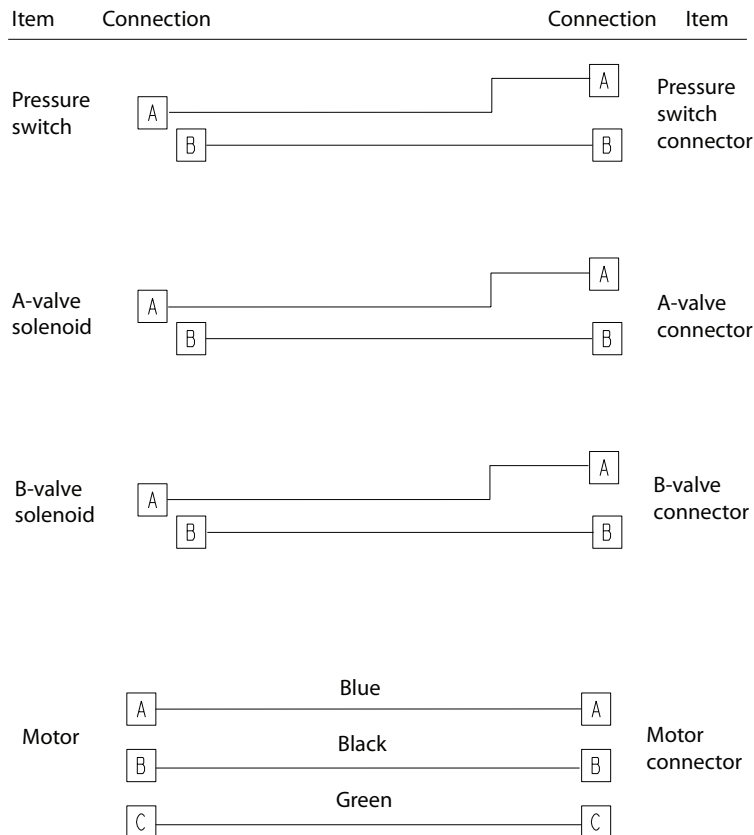 Item Connection Connection Item
Pressure
switch
A
B
A
B
Pressure
switch
connector
A-valve
solenoid
A
B
A
B
A-valve
connector
B-valve
solenoid
A
B
A
B
B-valve
connector
Motor
A
B
C
Blue
Black
Green
A
B
C
Motor
connector